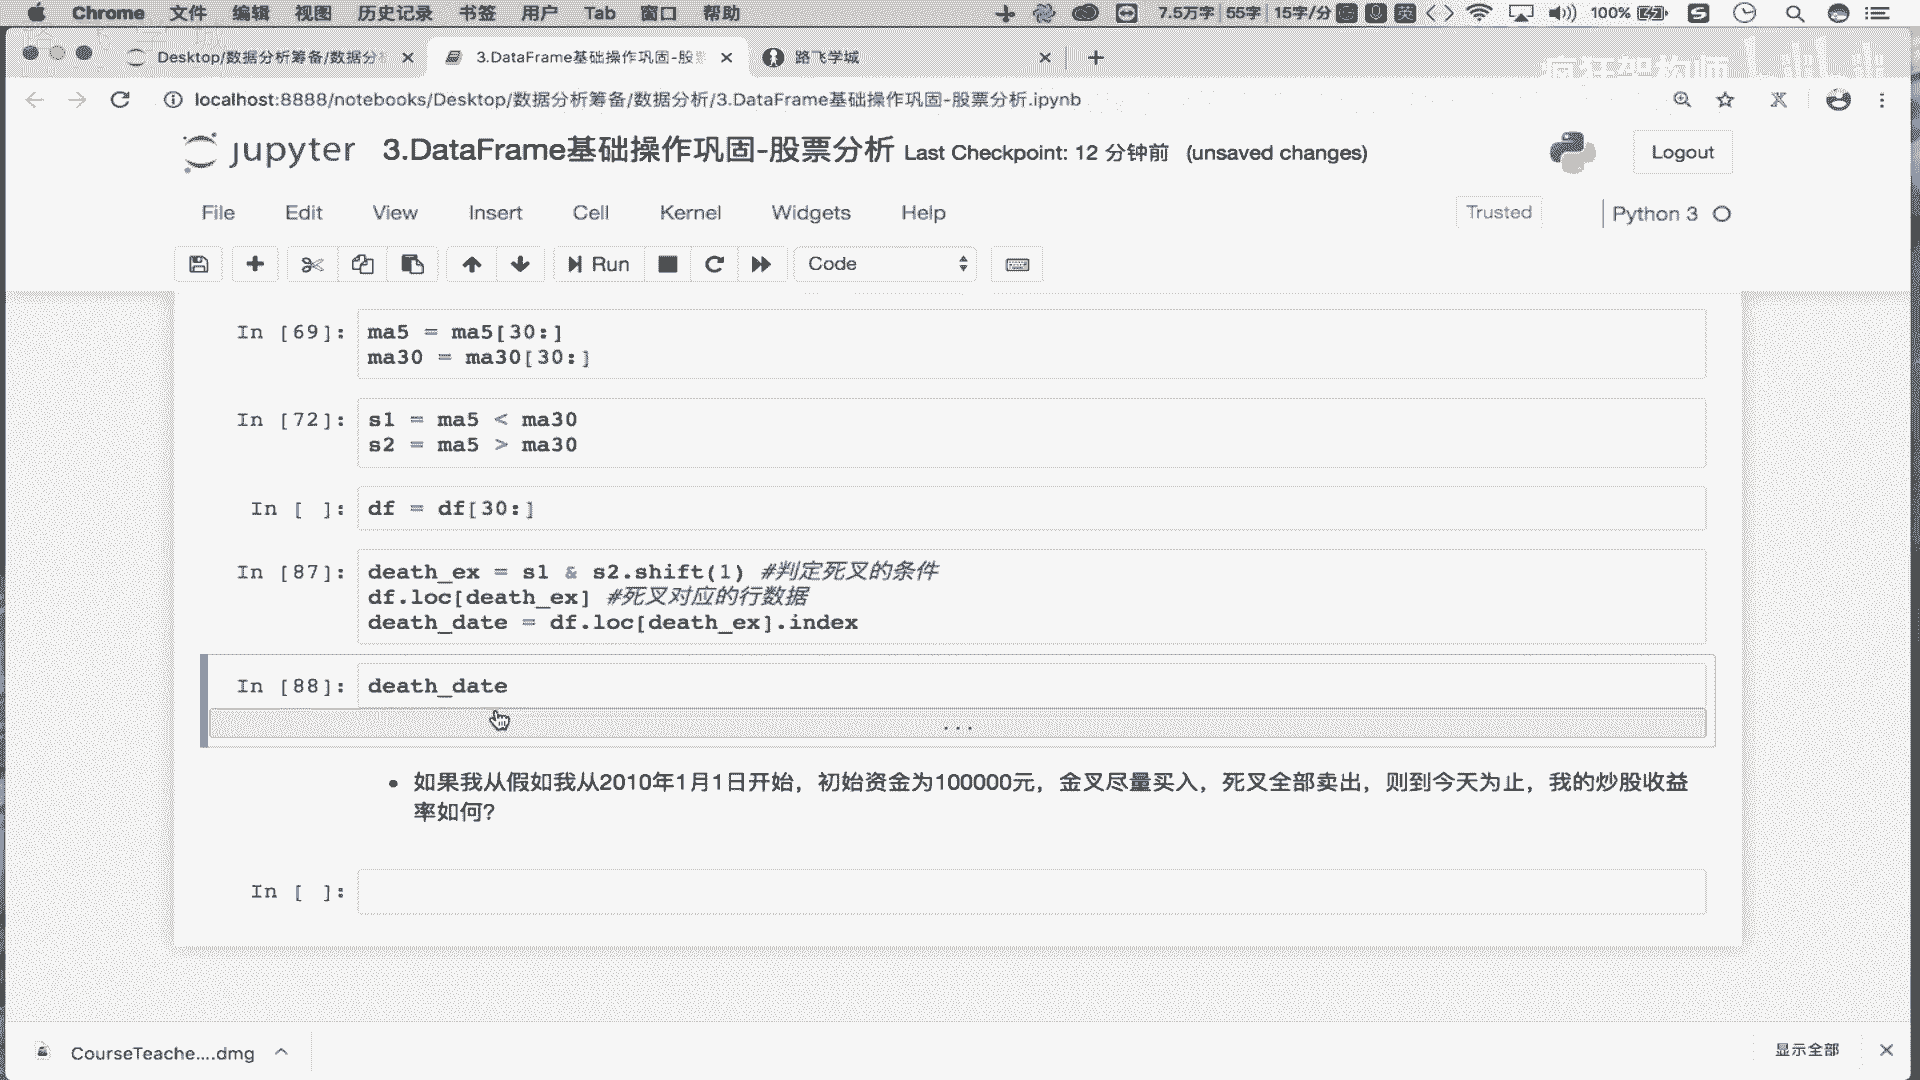 Chrome 文件 编辑 视图 历史记录 书签 用户 Tab 窗口 帮助 7.5万字 55字 15字/分 英 100%
Desktop/数据分析筹备/数据分
3.DataFrame基础操作巩固-股
路飞学城
疯狂架构师
localhost:8888/notebooks/Desktop/数据分析筹备/数据分析/3.DataFrame基础操作巩固-股票分析.ipynb
jupyter 3.DataFrame基础操作巩固-股票分析 Last Checkpoint: 12 分钟前 (unsaved changes)
Logout
File Edit View Insert Cell Kernel Widgets Help
Trusted
Python 3
Run
Code
In [69]: ma5 = ma5[30:]
ma30 = ma30[30:]
In [72]: s1 = ma5 < ma30
s2 = ma5 > ma30
In [ ]: df = df[30:]
In [87]: death_ex = s1 & s2.shift(1) #判定死叉的条件
df.loc[death_ex] #死叉对应的行数据
death_date = df.loc[death_ex].index
In [88]: death_date
...
• 如果我从假如我从2010年1月1日开始，初始资金为100000元，金叉尽量买入，死叉全部卖出，则到今天为止，我的炒股收益
率如何？
In [ ]:
CourseTeache....dmg
显示全部